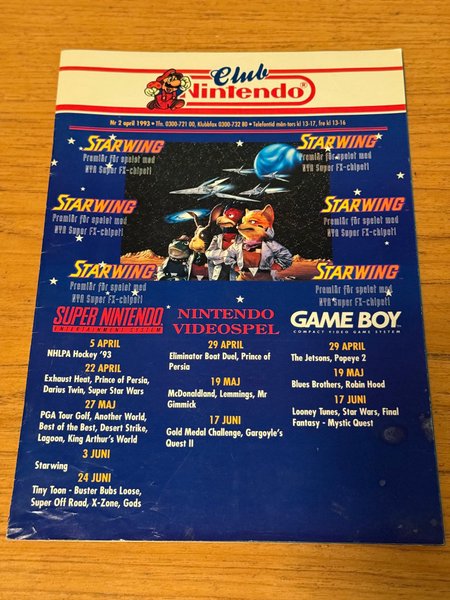 Club
Nintendo®
Nr 2 april 1993 • Tfn. 0300-721 00, Klubbfax 0300-732 80 • Telefontid mån-tors kl 13-17, fre kl 13-16
STARWING
Premiär för spelet med
NYA Super FX-chipet!
STARWING
Premiär för spelet med
NYA Super FX-chipet!
STARWING
Premiär för spelet med
NYA Super FX-chipet!
STARWING
Premiär för spelet med
NYA Super FX-chipet!
STARWING
Premiär för spelet med
NYA Super FX-chipet!
STARWING
Premiär för spelet med
NYA Super FX-chipet!
SUPER NINTENDO
ENTERTAINMENT SYSTEM
5 APRIL
NHLPA Hockey '93
22 APRIL
Exhaust Heat, Prince of Persia,
Darius Twin, Super Star Wars
27 MAJ
PGA Tour Golf, Another World,
Best of the Best, Desert Strike,
Lagoon, King Arthur's World
3 JUNI
Starwing
24 JUNI
Tiny Toon - Buster Bubs Loose,
Super Off Road, X-Zone, Gods
NINTENDO
VIDEOSPEL
29 APRIL
Eliminator Boat Duel, Prince of
Persia
19 MAJ
McDonaldland, Lemmings, Mr
Gimmick
17 JUNI
Gold Medal Challenge, Gargoyle's
Quest II
GAME BOY
COMPACT VIDEO GAME SYSTEM
29 APRIL
The Jetsons, Popeye 2
19 MAJ
Blues Brothers, Robin Hood
17 JUNI
Looney Tunes, Star Wars, Final
Fantasy - Mystic Quest